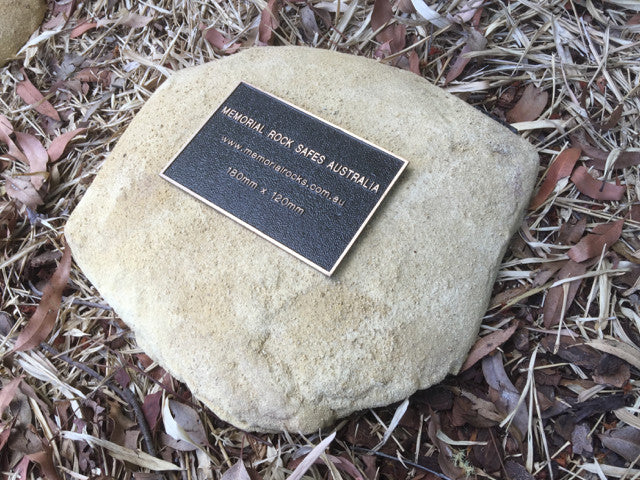 MEMORIAL ROCK SAFES AUSTRALIA
www.memorialrocks.com.au
180mm x 120mm